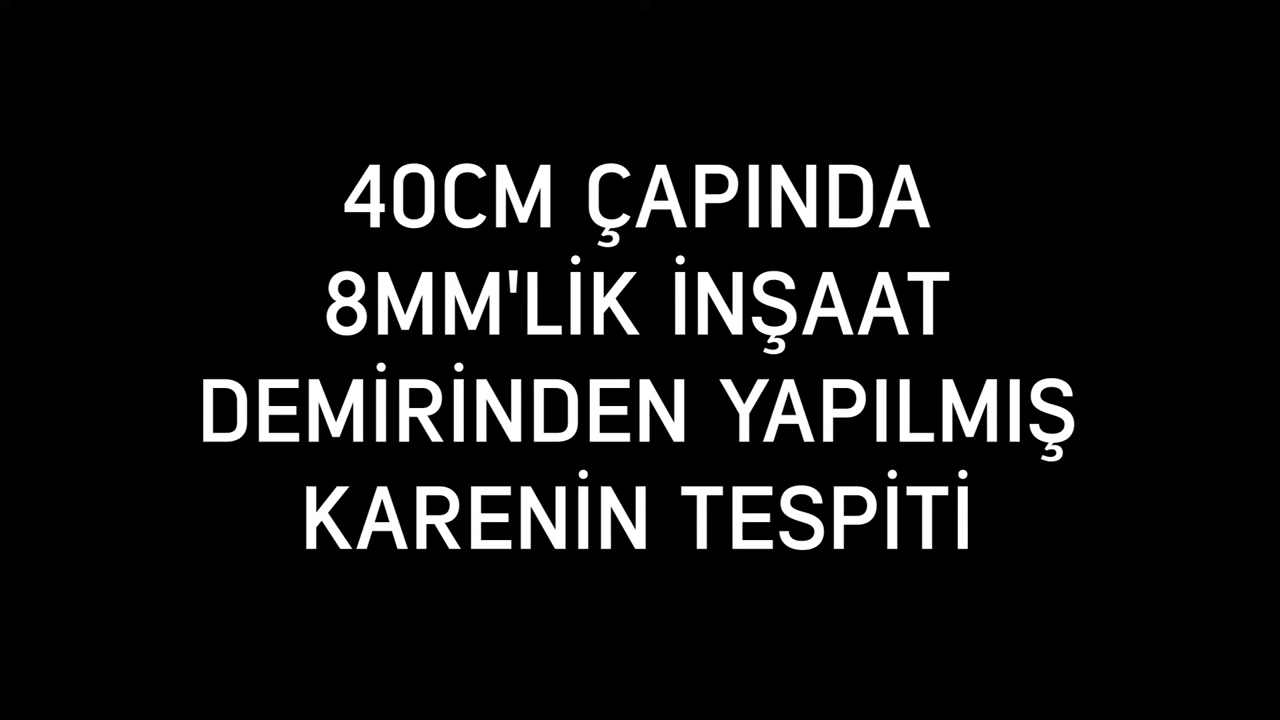 40CM ÇAPINDA
8MM'LİK İNŞAAT
DEMİRİNDEN YAPILMIŞ
KARENİN TESPİTİ